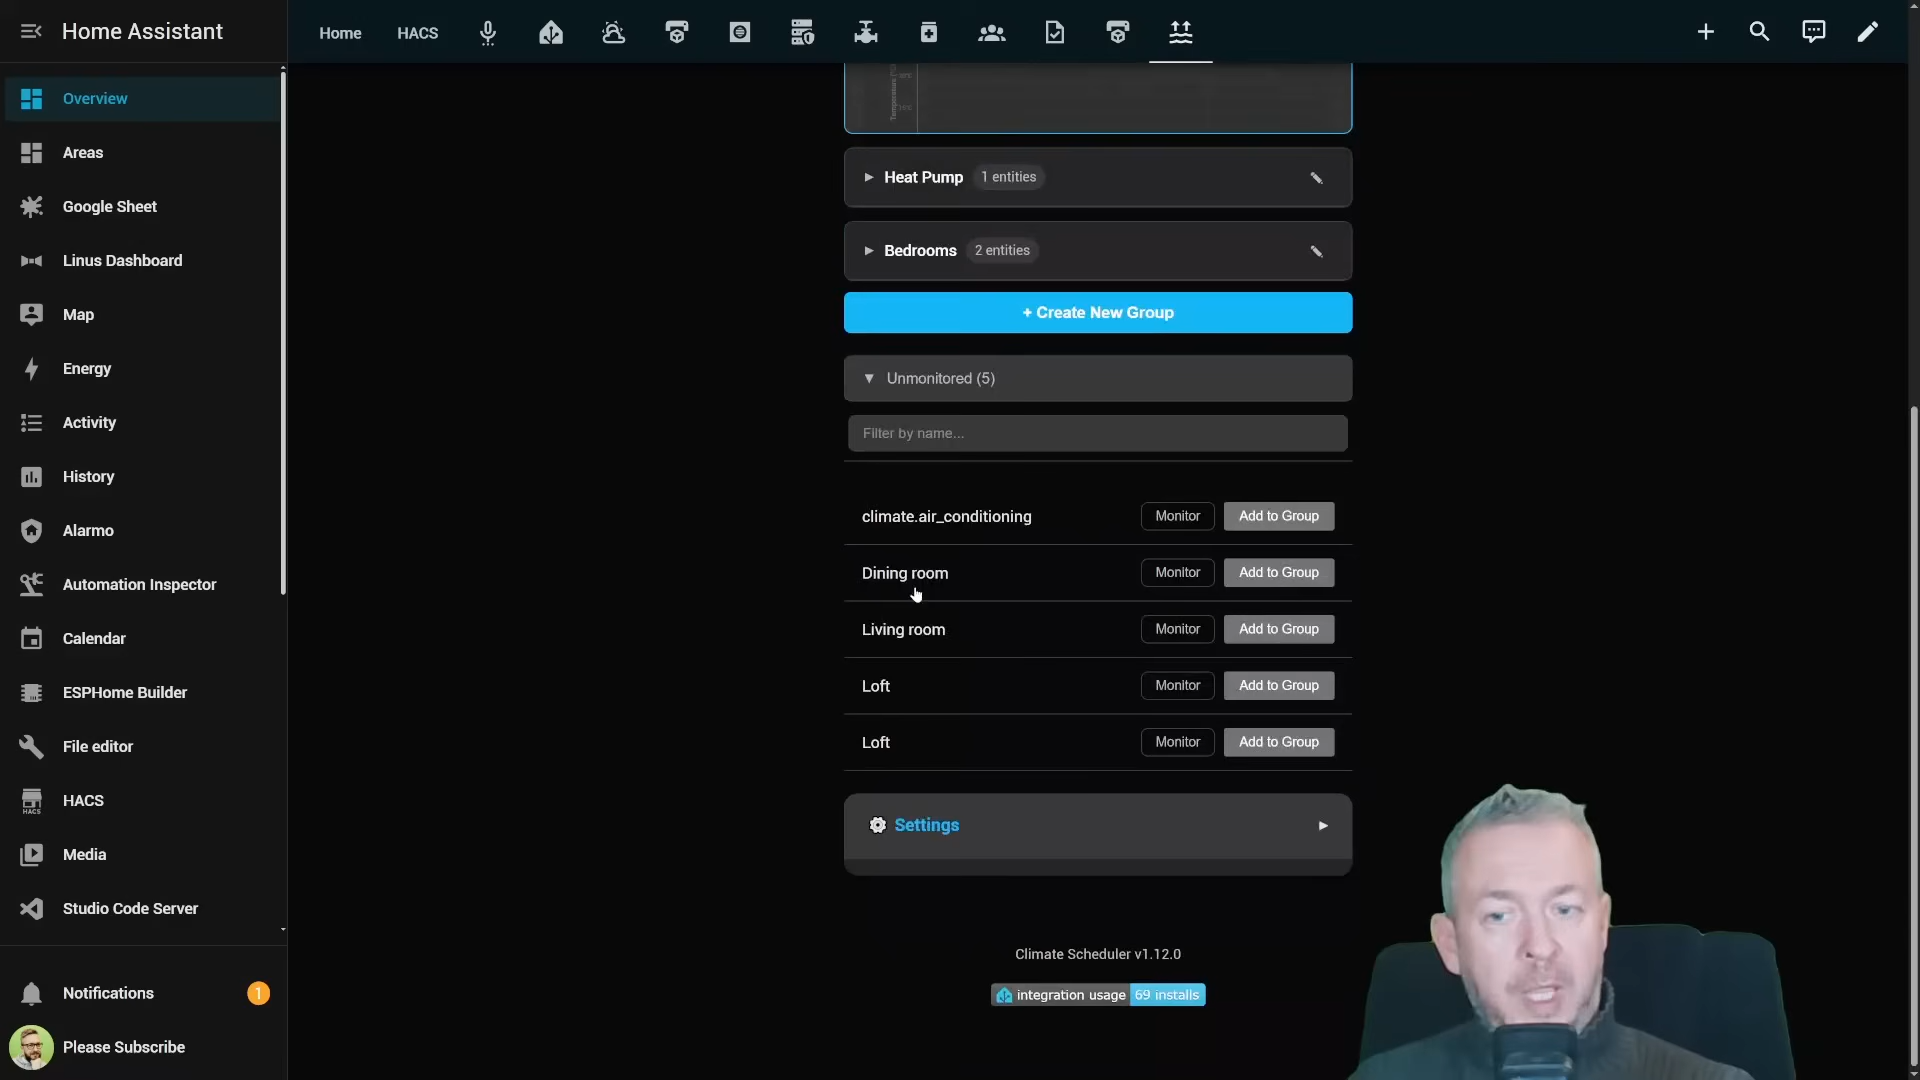 Home Assistant
Home
HACS
Overview
Areas
Google Sheet
Linus Dashboard
Map
Energy
Activity
History
Alarmo
Automation Inspector
Calendar
ESPHome Builder
File editor
HACS
HACS
Media
Studio Code Server
Notifications
1
Please Subscribe
Heat Pump
1 entities
Bedrooms
2 entities
+ Create New Group
Unmonitored (5)
Filter by name...
climate.air_conditioning
Monitor
Add to Group
Dining room
Monitor
Add to Group
Living room
Monitor
Add to Group
Loft
Monitor
Add to Group
Loft
Monitor
Add to Group
Settings
Climate Scheduler v1.12.0
integration usage
69 installs